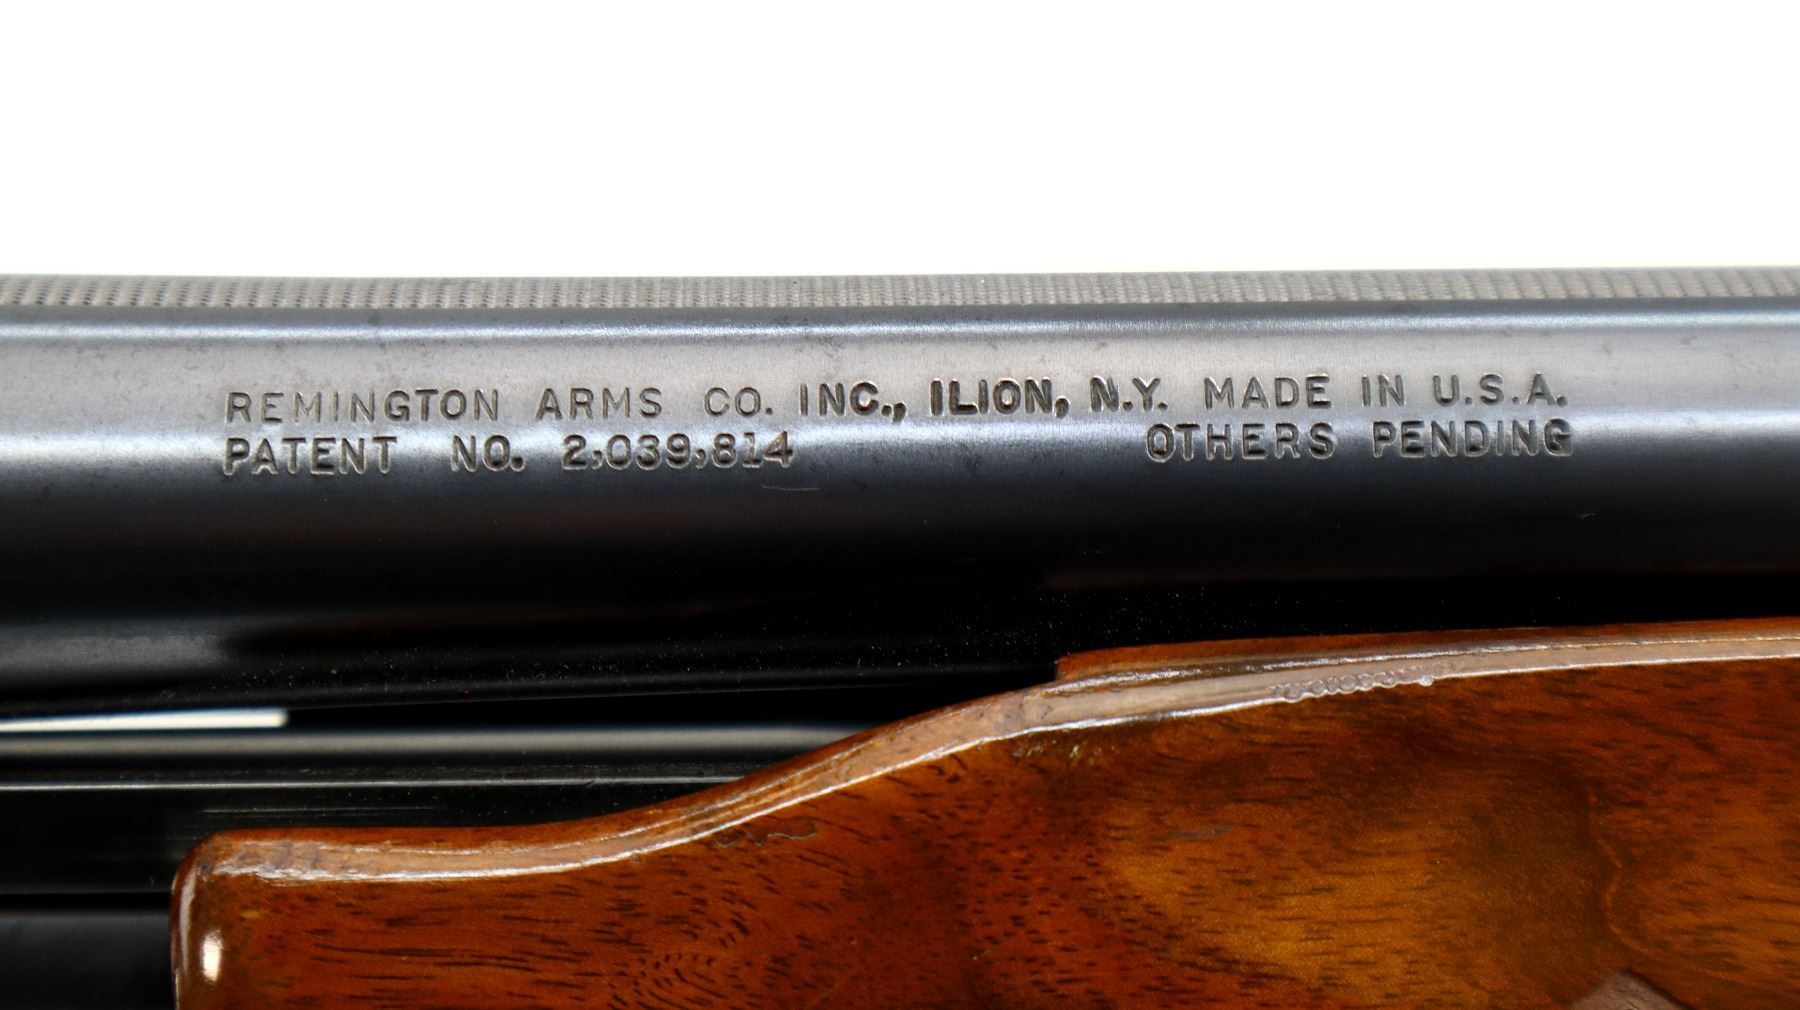 REMINGTON ARMS CO. INC., ILION, N.Y. MADE IN U.S.A.
PATENT NO. 2,039,814 OTHERS PENDING